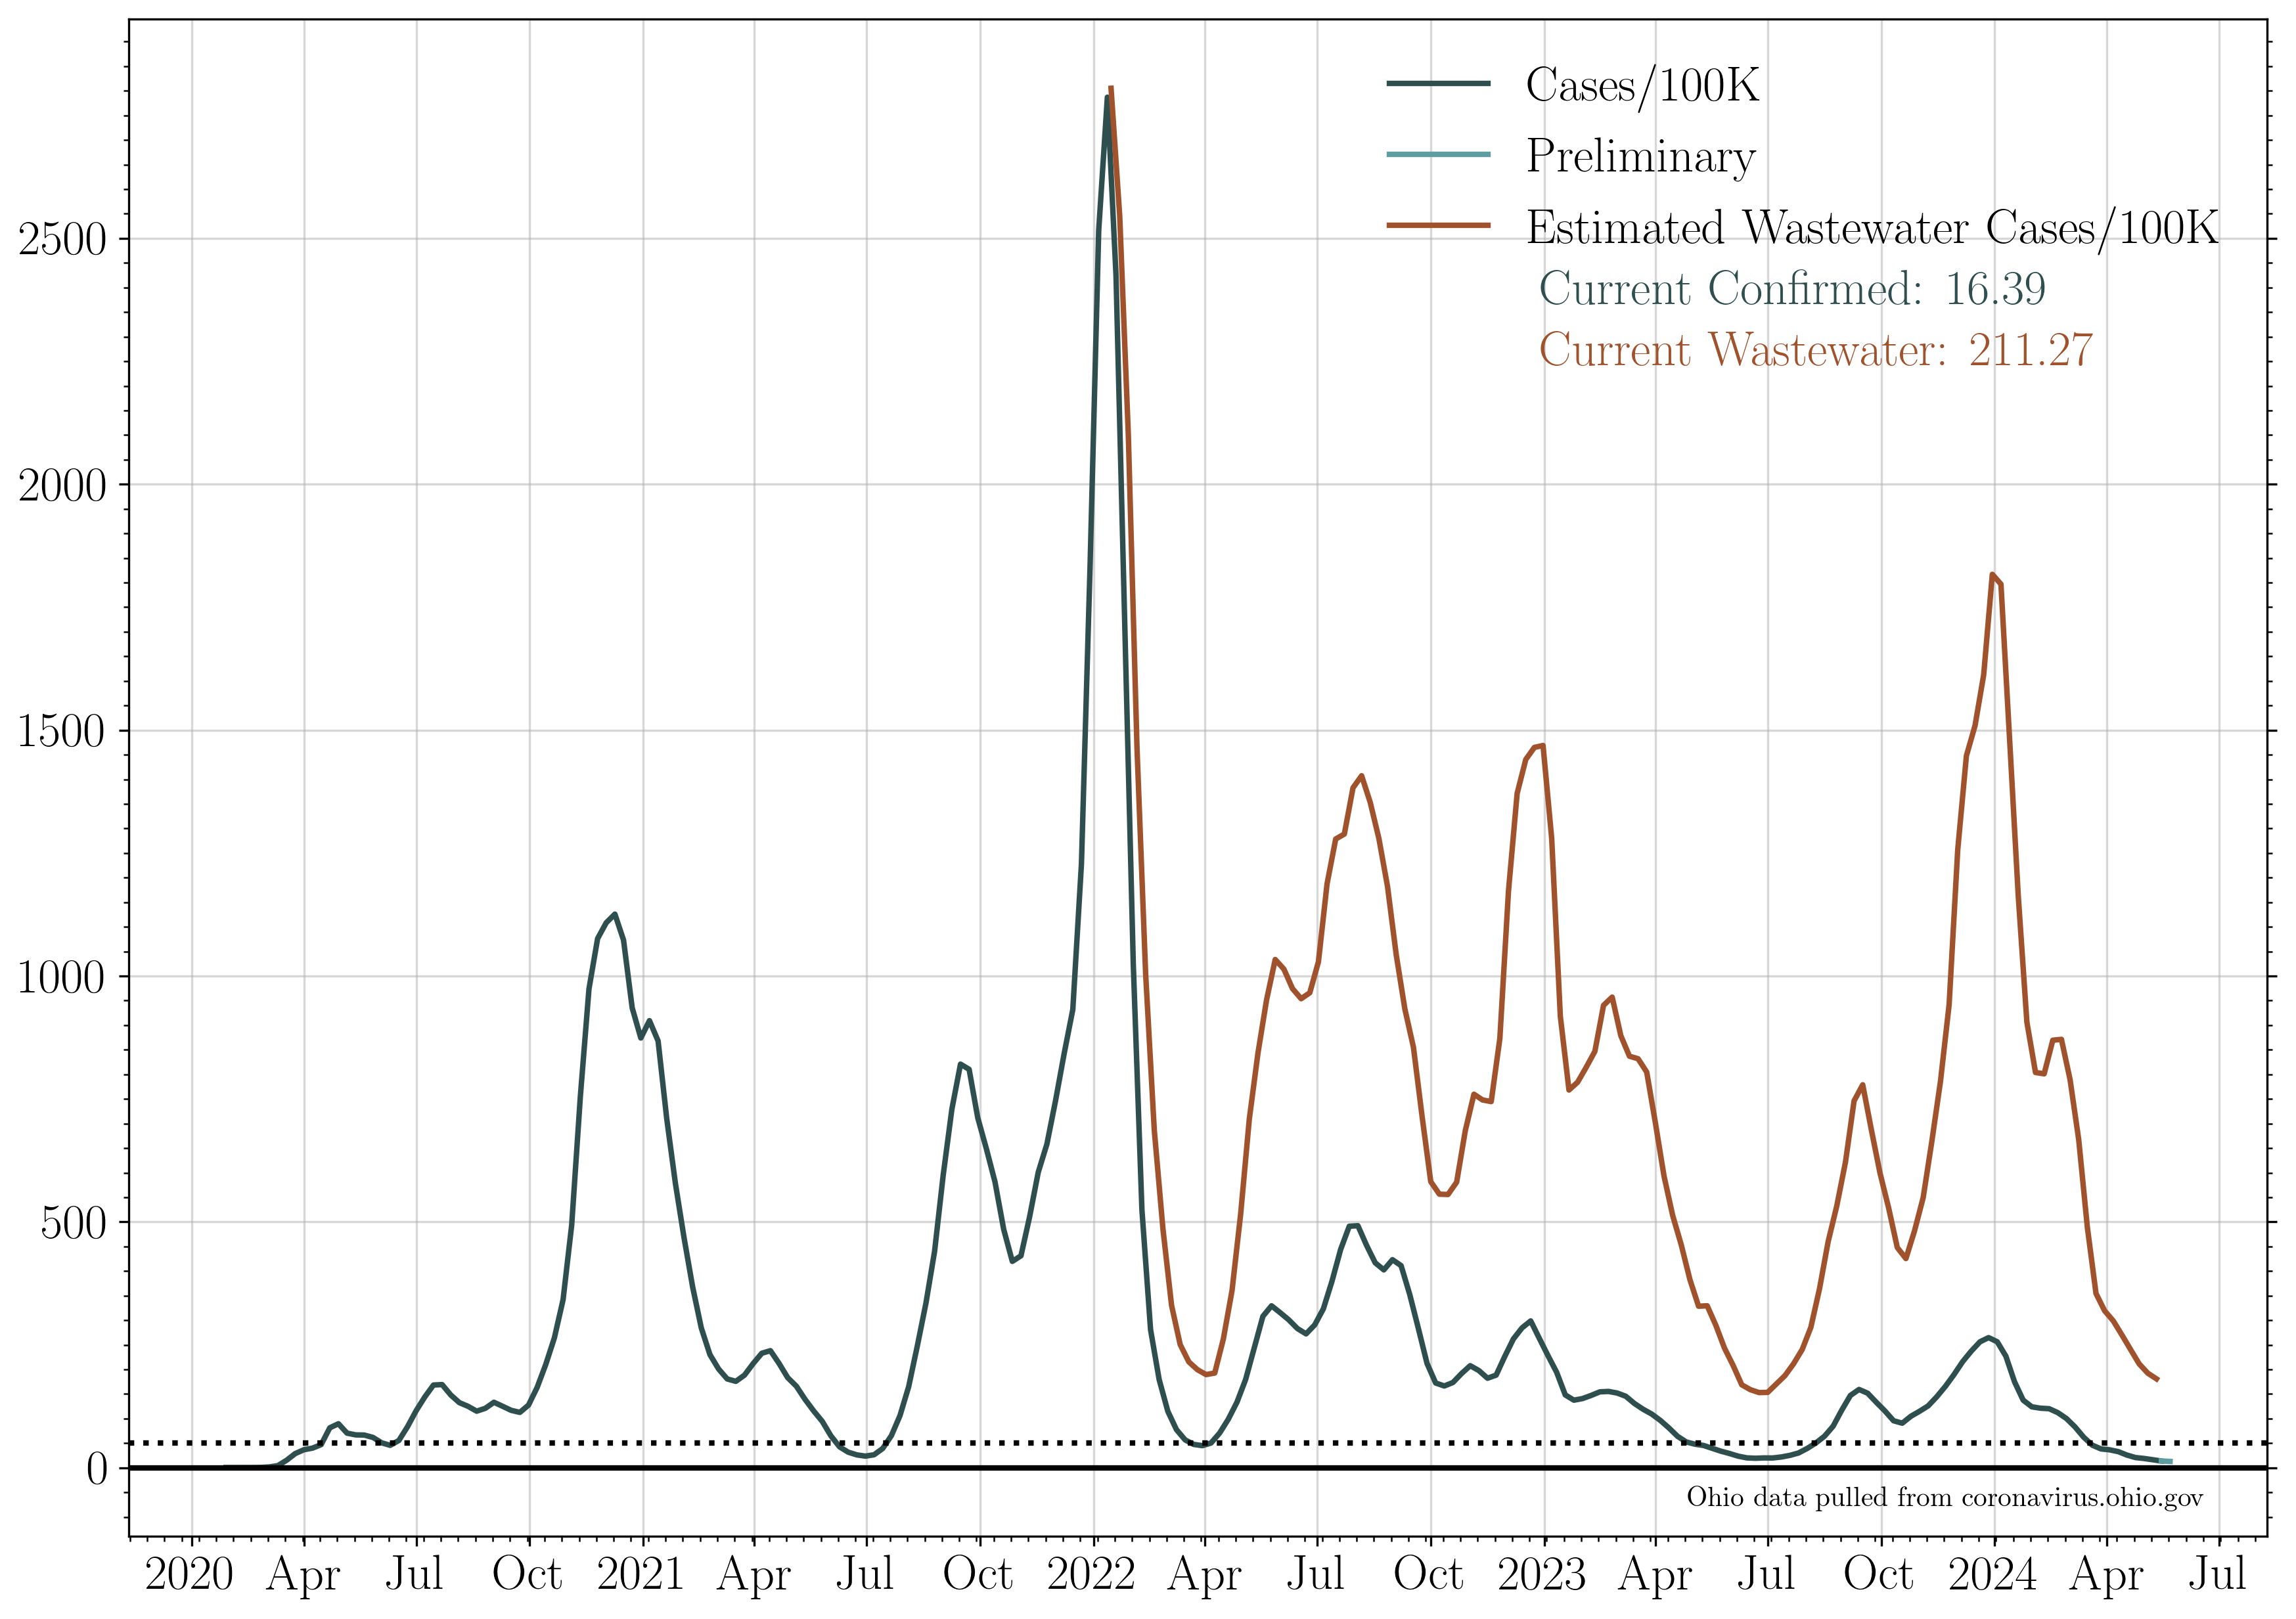 Cases/100K
Preliminary
Estimated Wastewater Cases/100K
Current Confirmed: 16.39
Current Wastewater: 211.27
2500
2000
1500
1000
500
0
Ohio data pulled from coronavirus.ohio.gov
2020 Apr Jul Oct 2021 Apr Jul Oct 2022 Apr Jul Oct 2023 Apr Jul Oct 2024 Apr Jul